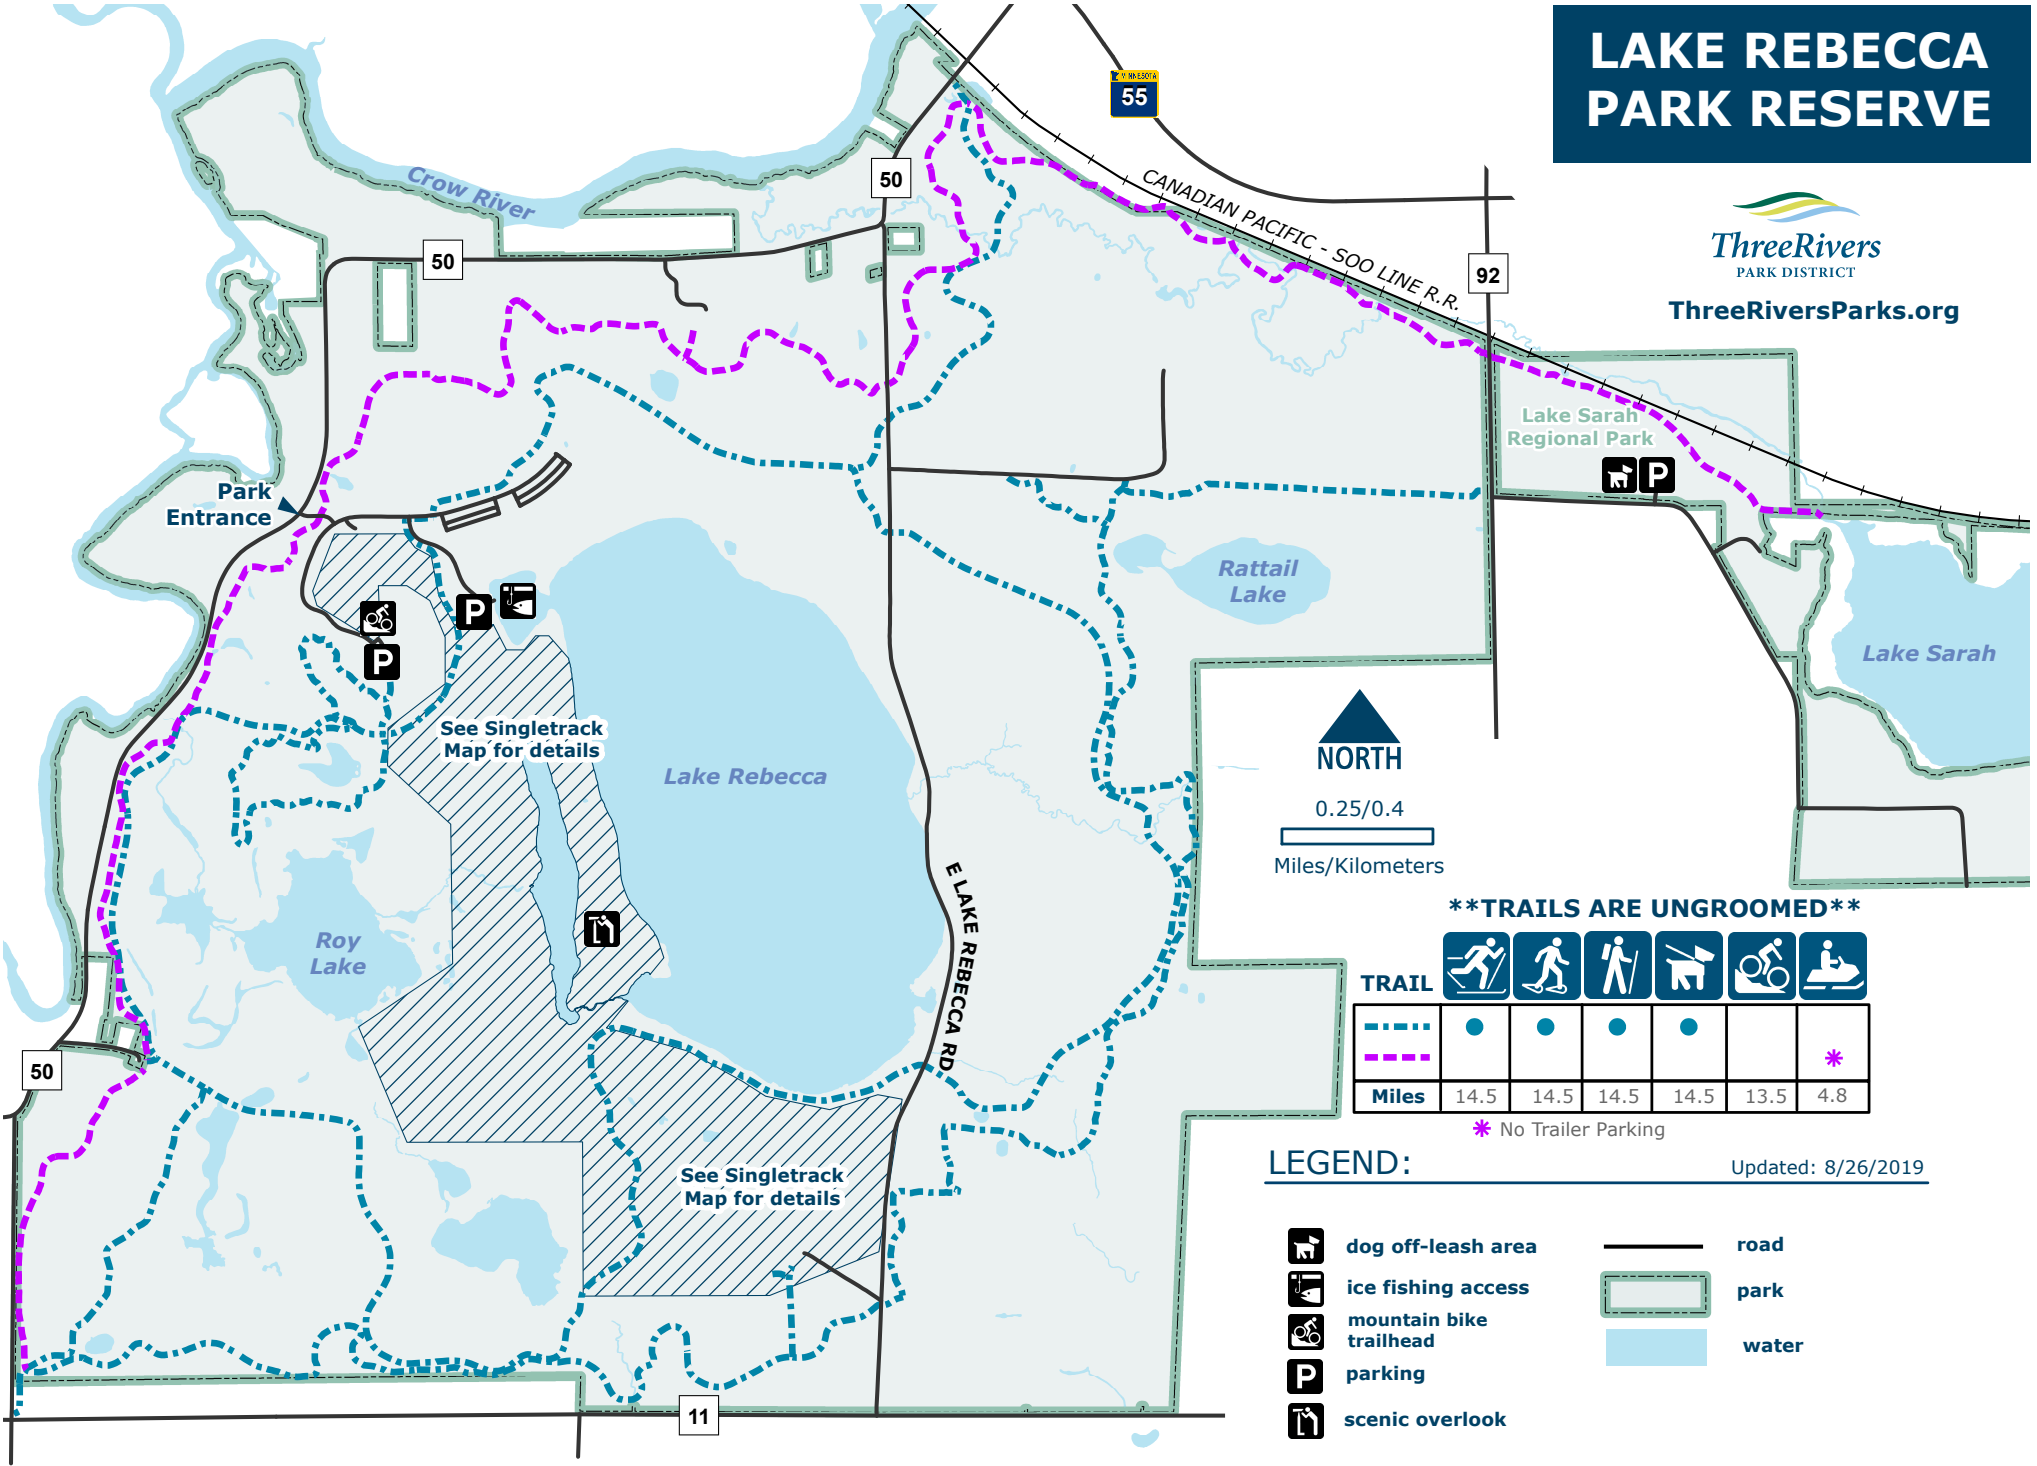 LAKE REBECCA
PARK RESERVE
MINNESOTA
55
Crow River
50
50
CANADIAN PACIFIC - SOO LINE R.R.
92
ThreeRivers
PARK DISTRICT
ThreeRiversParks.org
Lake Sarah
Regional Park
P
Park
Entrance
Rattail
Lake
P
P
Lake Sarah
See Singletrack
Map for details
Lake Rebecca
NORTH
0.25/0.4
Miles/Kilometers
E LAKE REBECCA RD
Roy
Lake
**TRAILS ARE UNGROOMED**
TRAIL
Miles 14.5 14.5 14.5 14.5 13.5 4.8
No Trailer Parking
50
See Singletrack
Map for details
LEGEND:
Updated: 8/26/2019
dog off-leash area
road
ice fishing access
park
mountain bike
trailhead
water
P parking
scenic overlook
11